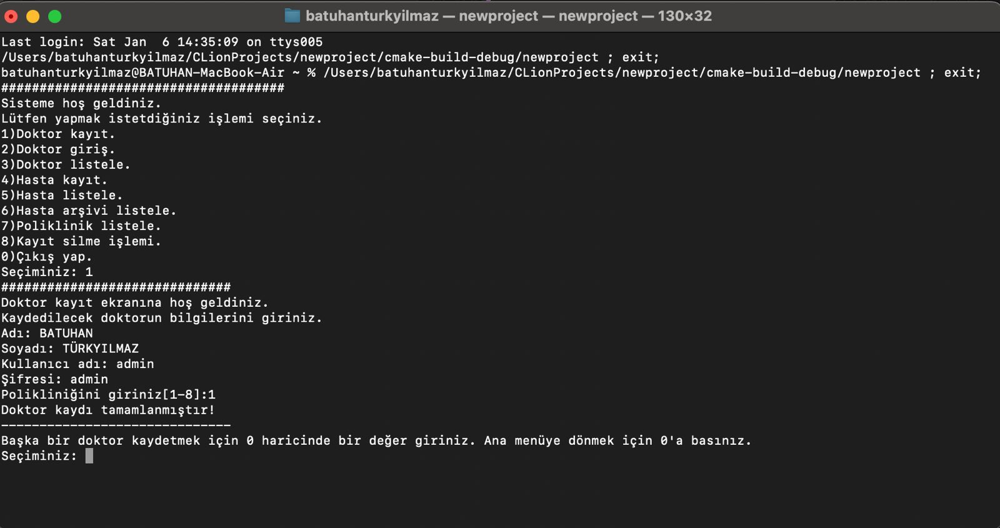 batuhanturkyilmaz — newproject — newproject — 130×32
Last login: Sat Jan  6 14:35:09 on ttys005
/Users/batuhanturkyilmaz/CLionProjects/newproject/cmake-build-debug/newproject ; exit;
batuhanturkyilmaz@BATUHAN-MacBook-Air ~ % /Users/batuhanturkyilmaz/CLionProjects/newproject/cmake-build-debug/newproject ; exit;
#####################################
Sisteme hoş geldiniz.
Lütfen yapmak istetdiğiniz işlemi seçiniz.
1)Doktor kayıt.
2)Doktor giriş.
3)Doktor listele.
4)Hasta kayıt.
5)Hasta listele.
6)Hasta arşivi listele.
7)Poliklinik listele.
8)Kayıt silme işlemi.
0)Çıkış yap.
Seçiminiz: 1
##############################
Doktor kayıt ekranına hoş geldiniz.
Kaydedilecek doktorun bilgilerini giriniz.
Adı: BATUHAN
Soyadı: TÜRKYILMAZ
Kullanıcı adı: admin
Şifresi: admin
Polikliniğini giriniz[1-8]:1
Doktor kaydı tamamlanmıştır!
------------------------------
Başka bir doktor kaydetmek için 0 haricinde bir değer giriniz. Ana menüye dönmek için 0'a basınız.
Seçiminiz: